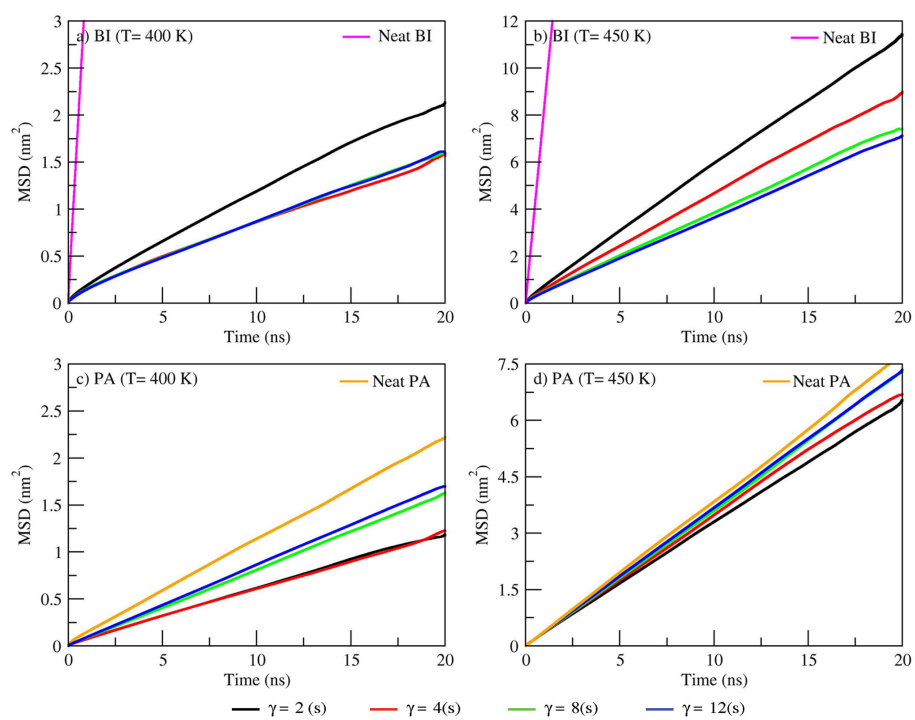 a) BI (T= 400 K)
Neat BI
3
2.5
2
1.5
1
0.5
0
MSD (nm²)
0 5 10 15 20
Time (ns)
b) BI (T= 450 K)
Neat BI
12
10
8
6
4
2
0
MSD (nm²)
0 5 10 15 20
Time (ns)
c) PA (T= 400 K)
Neat PA
3
2.5
2
1.5
1
0.5
0
MSD (nm²)
0 5 10 15 20
Time (ns)
d) PA (T= 450 K)
Neat PA
7.5
6
4.5
3
1.5
0
MSD (nm²)
0 5 10 15 20
Time (ns)
γ = 2 (s) γ = 4(s) γ = 8(s) γ = 12(s)